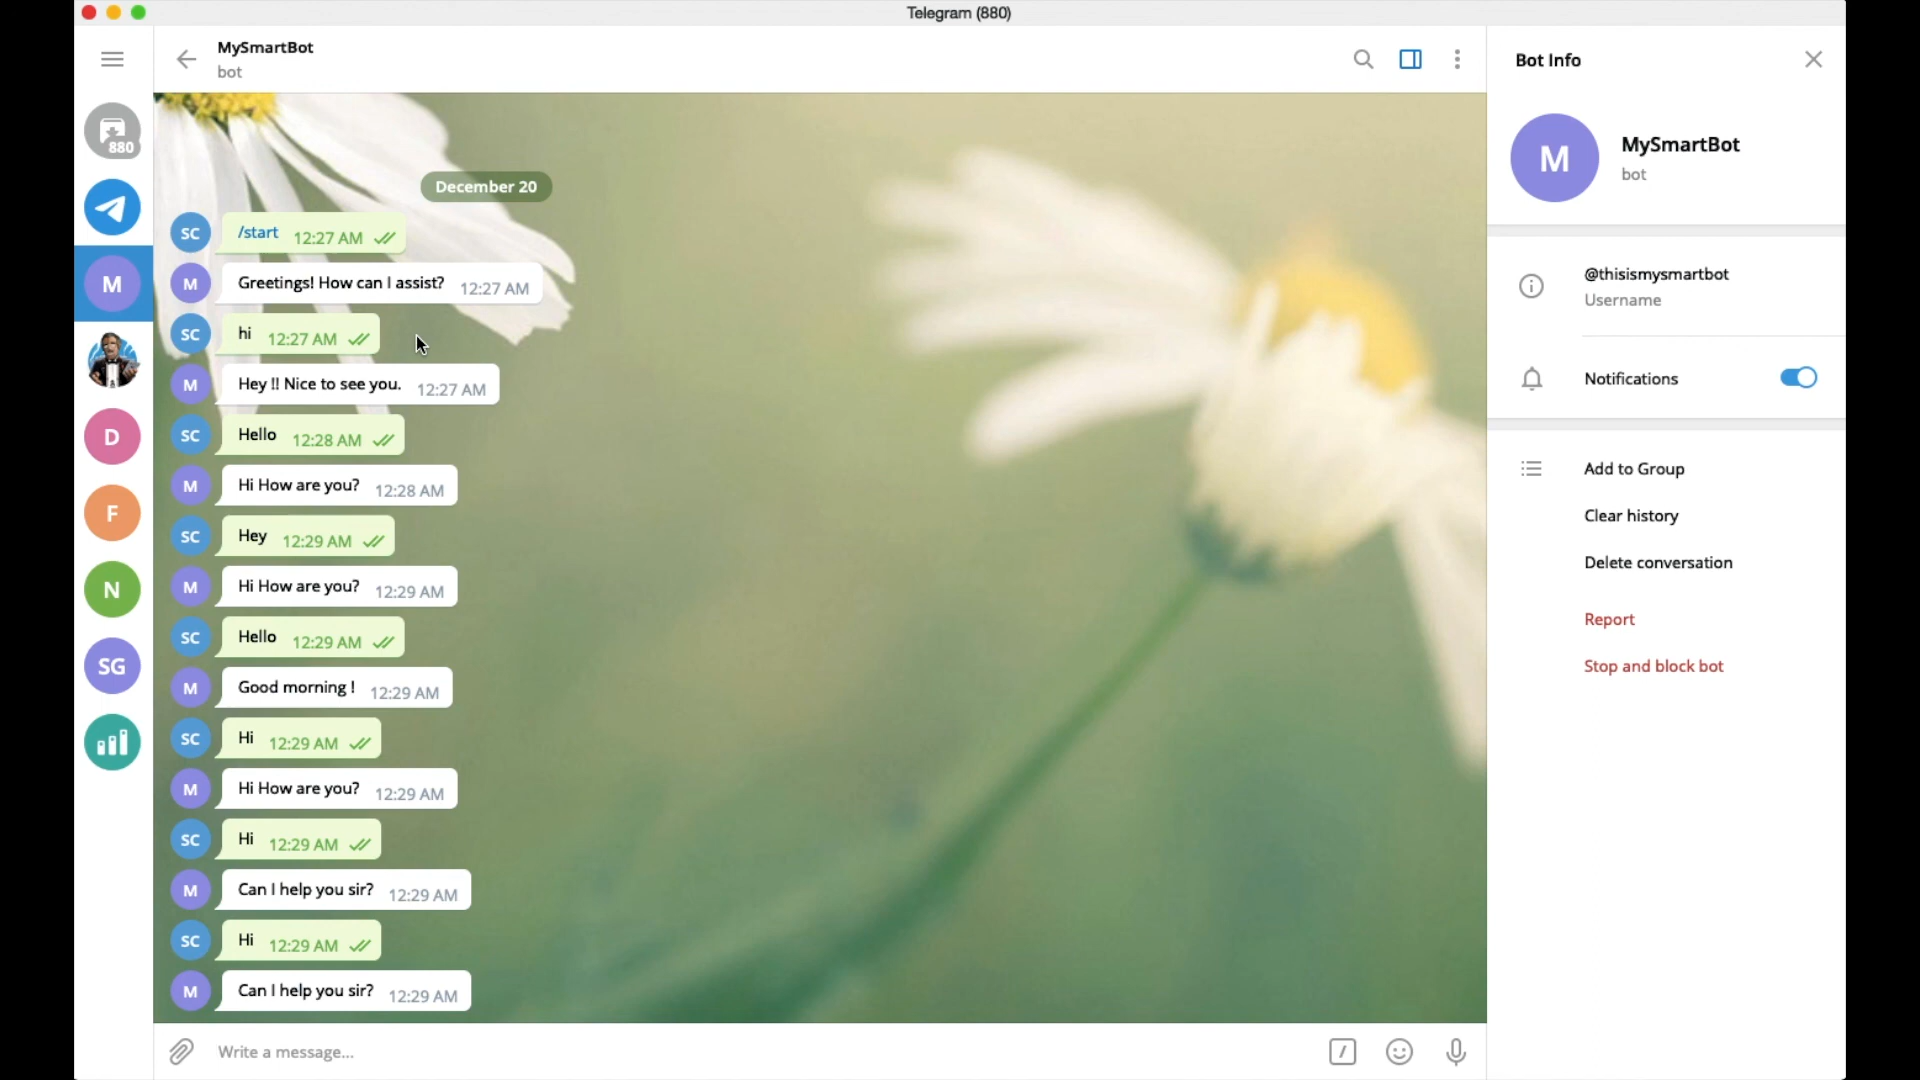 Telegram (880)
MySmartBot
bot
880
M
D
F
N
SG
December 20
SC /start 12:27 AM
M Greetings! How can I assist? 12:27 AM
SC hi 12:27 AM
M Hey !! Nice to see you. 12:27 AM
SC Hello 12:28 AM
M Hi How are you? 12:28 AM
SC Hey 12:29 AM
M Hi How are you? 12:29 AM
SC Hello 12:29 AM
M Good morning ! 12:29 AM
SC Hi 12:29 AM
M Hi How are you? 12:29 AM
SC Hi 12:29 AM
M Can I help you sir? 12:29 AM
SC Hi 12:29 AM
M Can I help you sir? 12:29 AM
Write a message...
Bot Info
M
MySmartBot
bot
@thisismysmartbot
Username
Notifications
Add to Group
Clear history
Delete conversation
Report
Stop and block bot